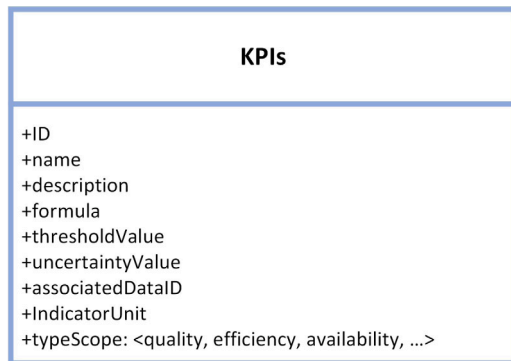 KPIs
+ID
+name
+description
+formula
+thresholdValue
+uncertaintyValue
+associatedDataID
+IndicatorUnit
+typeScope: <quality, efficiency, availability, ...>